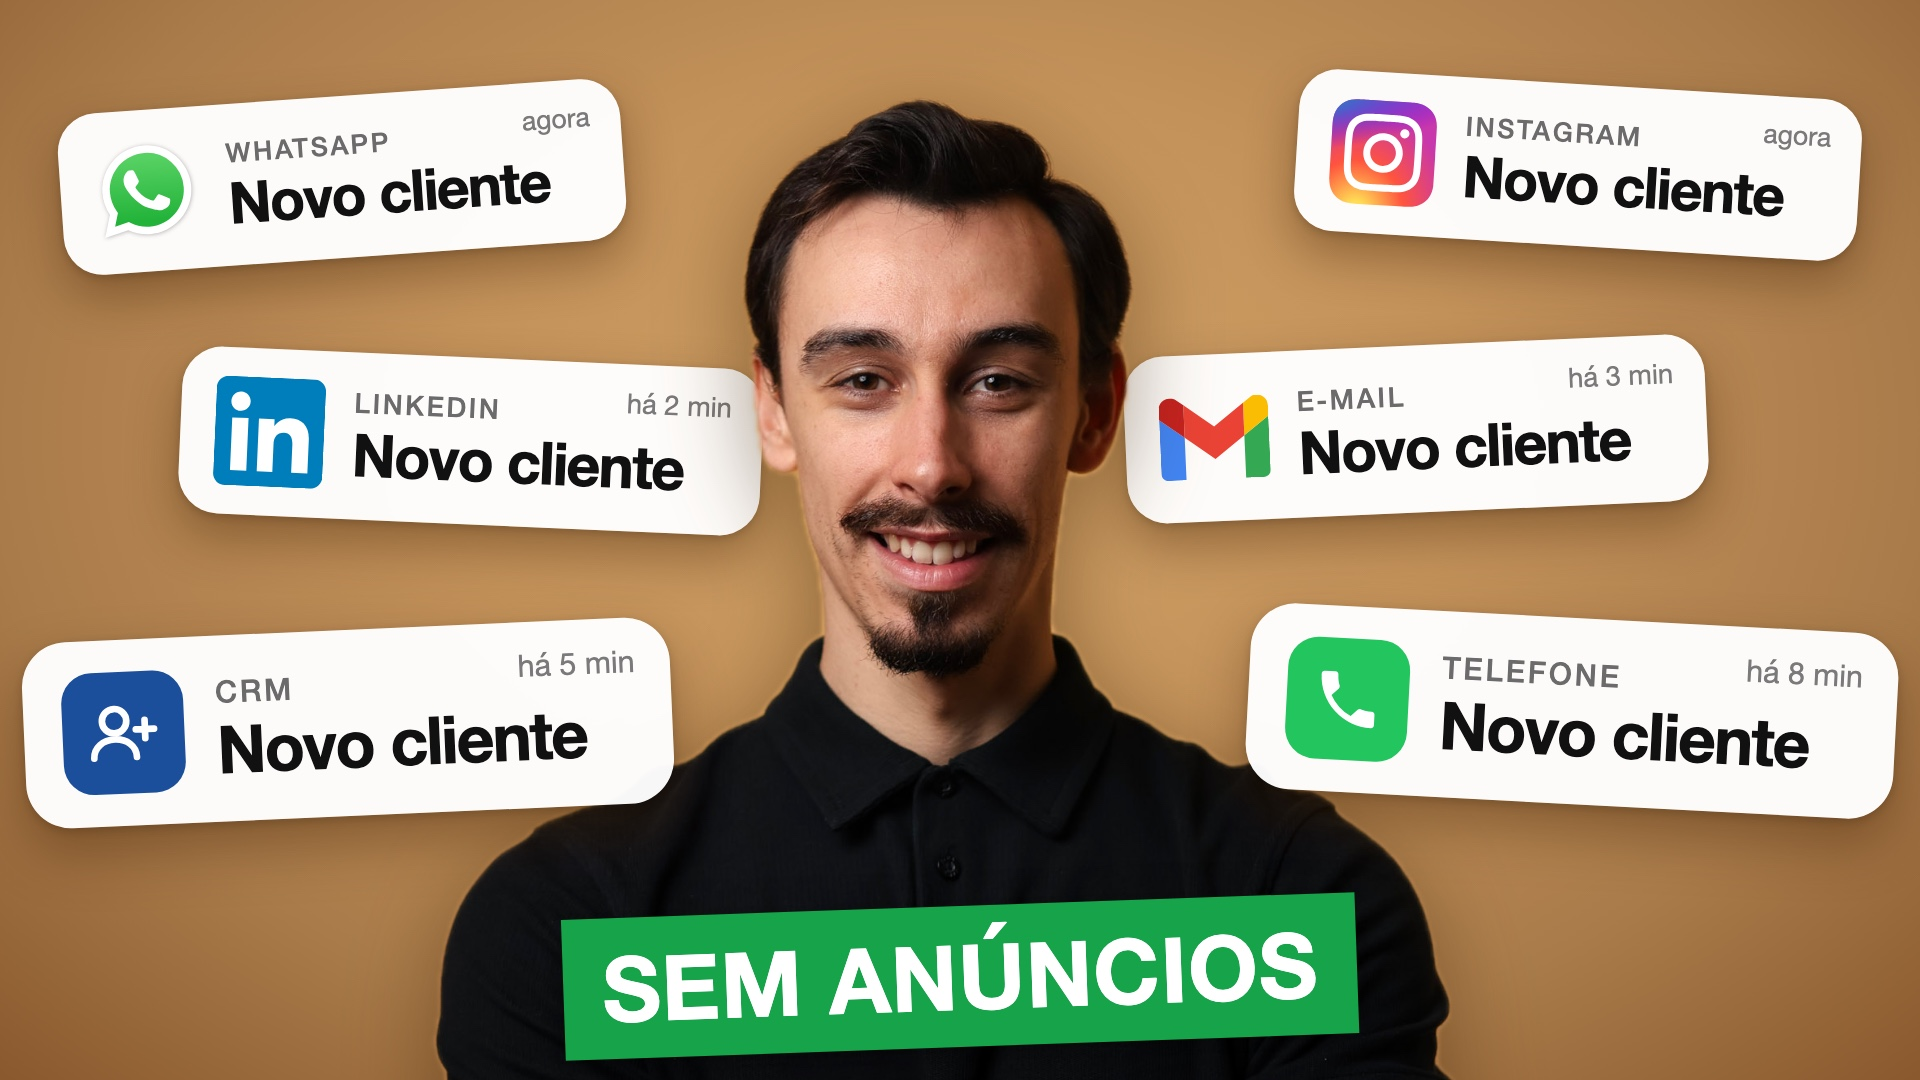 WHATSAPP
agora
Novo cliente
INSTAGRAM
agora
Novo cliente
in
LINKEDIN
há 2 min
Novo cliente
E-MAIL
há 3 min
Novo cliente
CRM
há 5 min
Novo cliente
TELEFONE
há 8 min
Novo cliente
SEM ANÚNCIOS